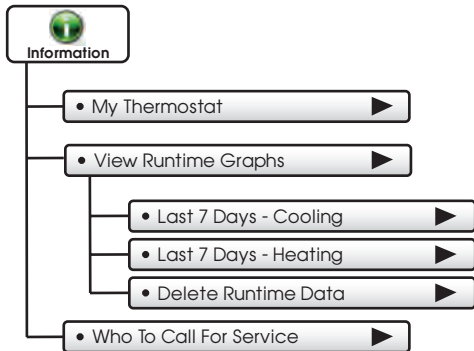 Information
• My Thermostat
• View Runtime Graphs
• Last 7 Days - Cooling
• Last 7 Days - Heating
• Delete Runtime Data
• Who To Call For Service